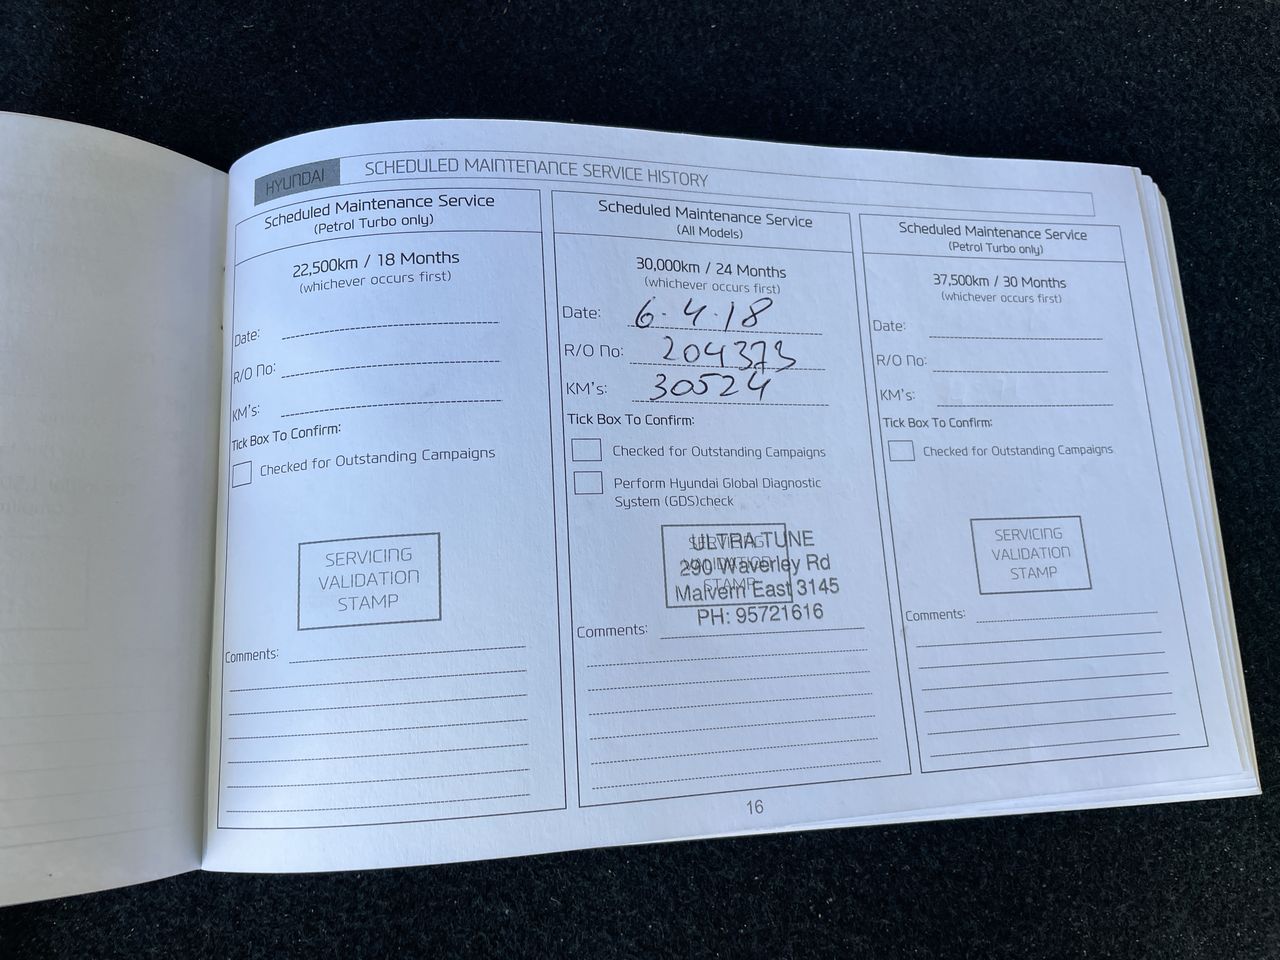 HYUNDAI
SCHEDULED MAINTENANCE SERVICE HISTORY
Scheduled Maintenance Service
(Petrol Turbo only)
22,500km / 18 Months
(whichever occurs first)
Date:
R/O No:
KM's:
Tick Box To Confirm:
Checked for Outstanding Campaigns
SERVICING
VALIDATION
STAMP
Comments:
Scheduled Maintenance Service
(All Models)
30,000km / 24 Months
(whichever occurs first)
Date: 6.4.18
R/O No: 204373
KM's: 30524
Tick Box To Confirm:
Checked for Outstanding Campaigns
Perform Hyundai Global Diagnostic
System (GDS)check
SERVICING
VALIDATION
STAMP
ULTRA TUNE
290 Waverley Rd
Malvern East 3145
PH: 95721616
Comments:
Scheduled Maintenance Service
(Petrol Turbo only)
37,500km / 30 Months
(whichever occurs first)
Date:
R/O No:
KM's:
Tick Box To Confirm:
Checked for Outstanding Campaigns
SERVICING
VALIDATION
STAMP
Comments:
16